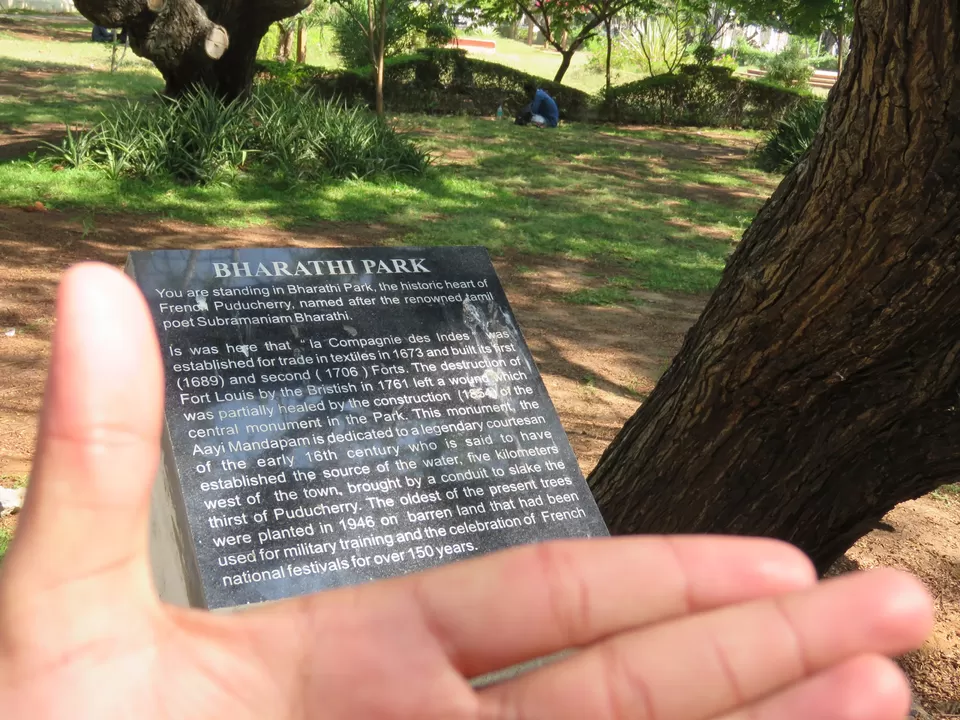 BHARATHI PARK
You are standing in Bharathi Park, the historic heart of
French Puducherry, named after the renowned tamil
poet Subramaniam Bharathi.
Is was here that " la Compagnie des Indes " was
established for trade in textiles in 1673 and built its first
(1689) and second ( 1706 ) Forts. The destruction of
Fort Louis by the Bristish in 1761 left a wound which
was partially healed by the construction (1854) of the
central monument in the Park. This monument, the
Aayi Mandapam is dedicated to a legendary courtesan
of the early 16th century who is said to have
established the source of the water, five kilometers
west of the town, brought by a conduit to slake the
thirst of Puducherry. The oldest of the present trees
were planted in 1946 on barren land that had been
used for military training and the celebration of French
national festivals for over 150 years.